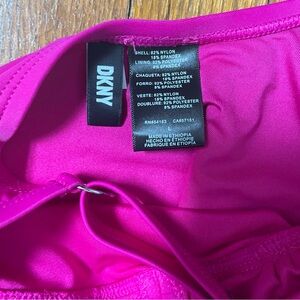 DKNY
SHELL: 82% NYLON
18% SPANDEX
LINING: 92% POLYESTER
8% SPANDEX
CHAQUETA: 82% NYLON
18% SPANDEX
FORRO: 92% POLYESTER
8% SPANDEX
VESTE: 82% NYLON
18% SPANDEX
DOUBLURE: 92% POLYESTER
8% SPANDEX
MADE IN ETHIOPIA
HECHO EN ETIOPIA
FABRIQUE EN ETIOPIA